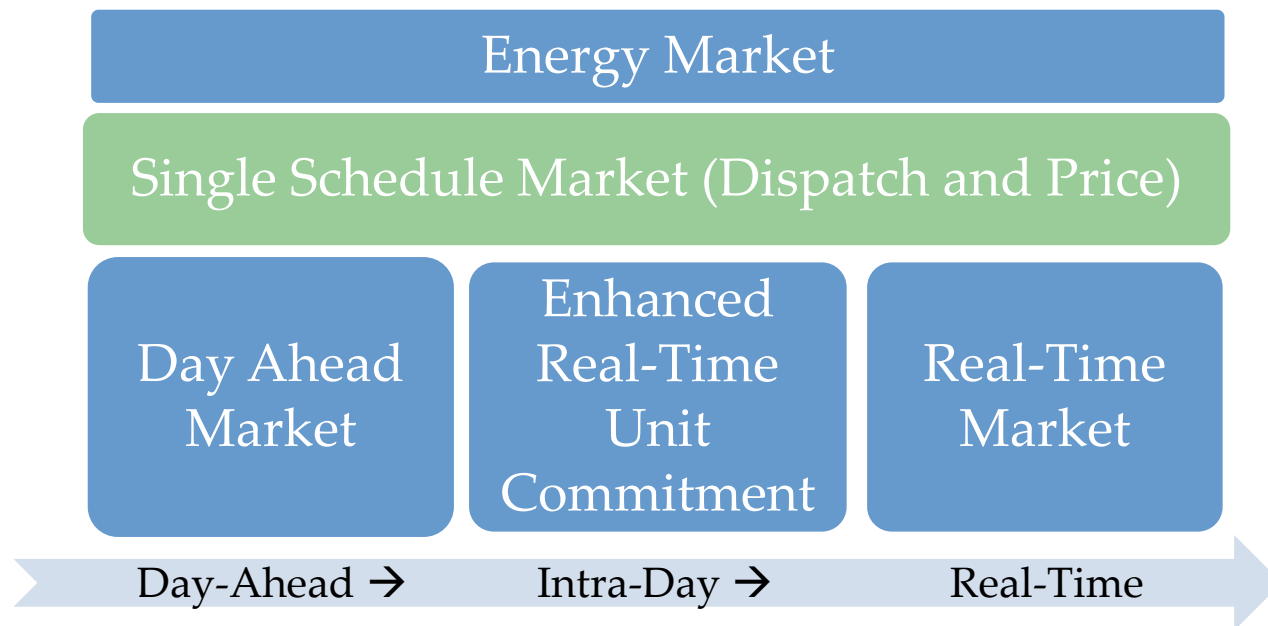 Energy Market
Single Schedule Market (Dispatch and Price)
Day Ahead
Market
Enhanced
Real-Time
Unit
Commitment
Real-Time
Market
Day-Ahead →
Intra-Day →
Real-Time